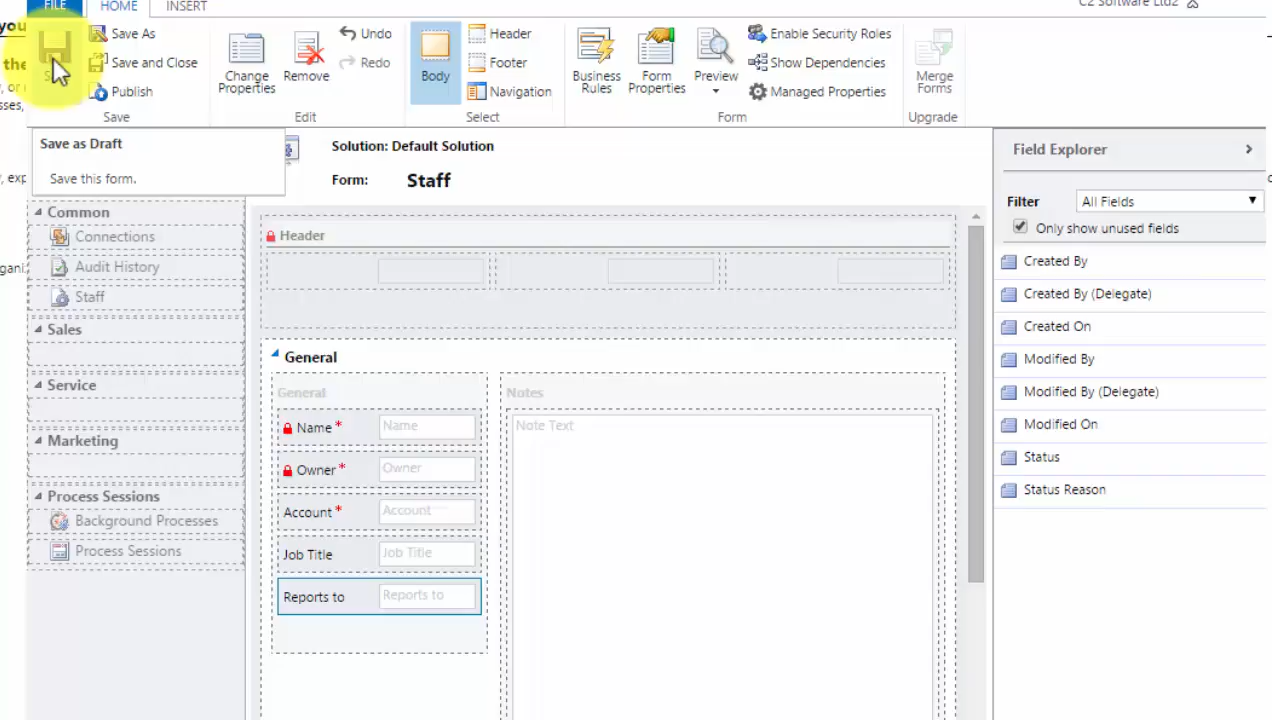 FILE
HOME
INSERT
C2 Software Ltd2
you
the
Save As
Save and Close
Publish
Save
Change
Properties
Remove
Undo
Redo
Edit
Body
Header
Footer
Navigation
Select
Business
Rules
Form
Properties
Preview
Enable Security Roles
Show Dependencies
Managed Properties
Form
Merge
Forms
Upgrade
Save as Draft
Save this form.
Solution: Default Solution
Form: Staff
Common
Connections
Audit History
Staff
Sales
Service
Marketing
Process Sessions
Background Processes
Process Sessions
Header
General
General
Name* Name
Owner* Owner
Account* Account
Job Title Job Title
Reports to Reports to
Notes
Note Text
Field Explorer
Filter All Fields
Only show unused fields
Created By
Created By (Delegate)
Created On
Modified By
Modified By (Delegate)
Modified On
Status
Status Reason